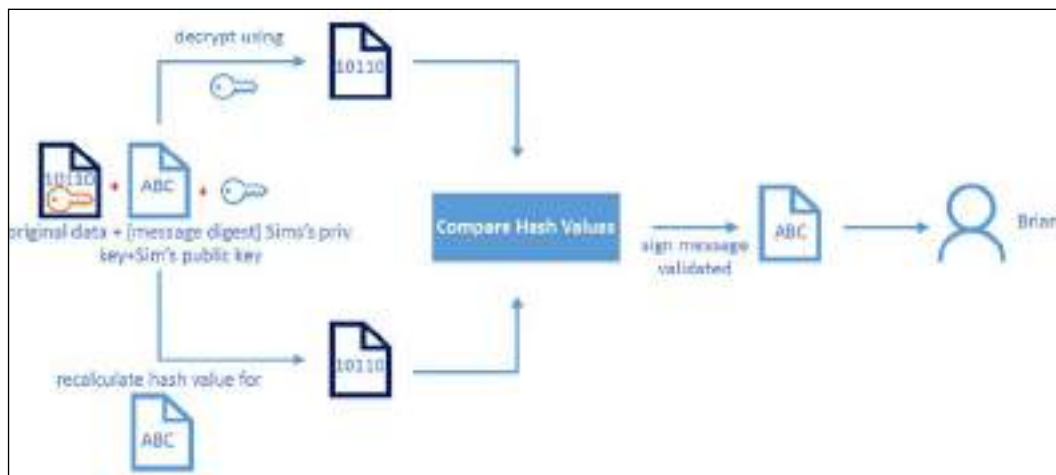 decrypt using
10110
10110
ABC
original data + [message digest] Sims's priv
key+Sim's public key
Compare Hash Values
sign message
validated
ABC
Brian
10110
recalculate hash value for
ABC